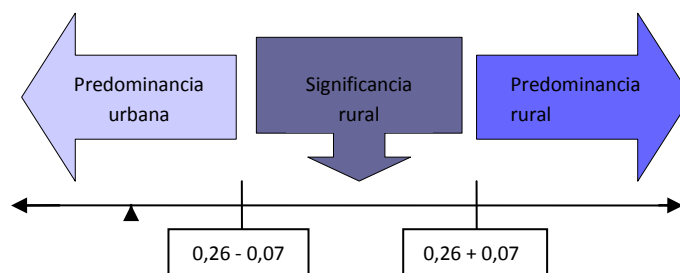 Predominancia
urbana
Significancia
rural
Predominancia
rural
0,26 - 0,07
0,26 + 0,07